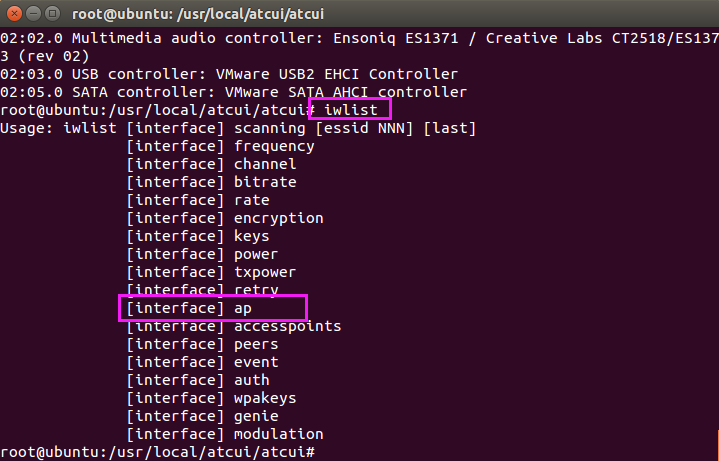 root@ubuntu: /usr/local/atcui/atcui
02:02.0 Multimedia audio controller: Ensoniq ES1371 / Creative Labs CT2518/ES137
3 (rev 02)
02:03.0 USB controller: VMware USB2 EHCI Controller
02:05.0 SATA controller: VMware SATA AHCI controller
root@ubuntu:/usr/local/atcui/atcui# iwlist
Usage: iwlist [interface] scanning [essid NNN] [last]
[interface] frequency
[interface] channel
[interface] bitrate
[interface] rate
[interface] encryption
[interface] keys
[interface] power
[interface] txpower
[interface] retry
[interface] ap
[interface] accesspoints
[interface] peers
[interface] event
[interface] auth
[interface] wpakeys
[interface] genie
[interface] modulation
root@ubuntu:/usr/local/atcui/atcui#